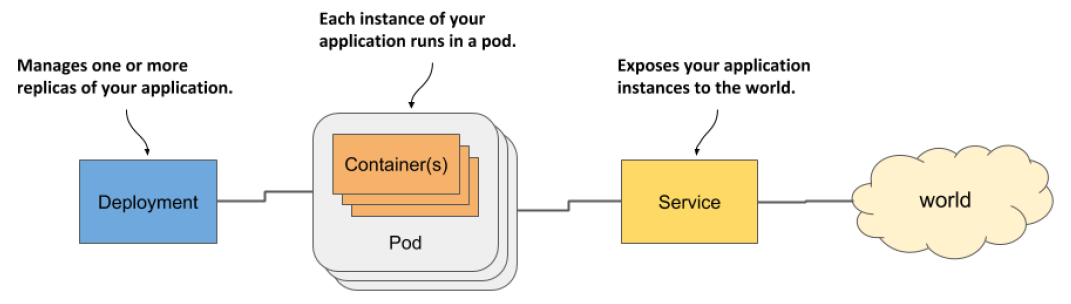 Each instance of your
application runs in a pod.
Manages one or more
replicas of your application.
Exposes your application
instances to the world.
Container(s)
Deployment
Service
world
Pod